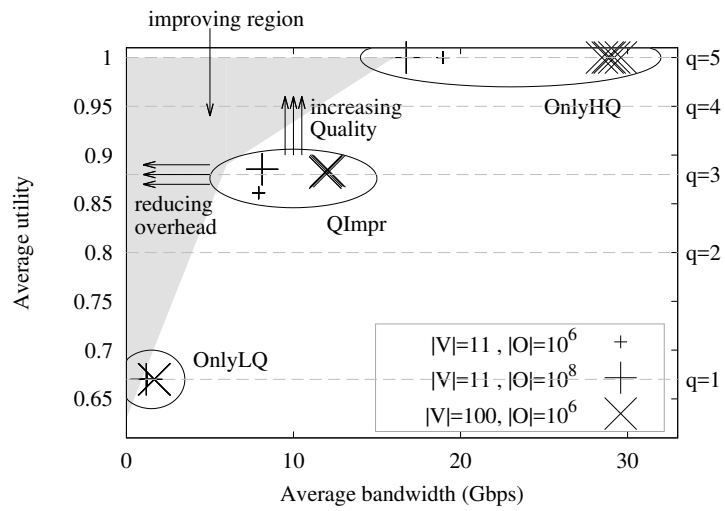 improving region
1
0.95
0.9
0.85
0.8
0.75
0.7
0.65
Average utility
q=5
q=4
q=3
q=2
q=1
OnlyHQ
increasing
Quality
reducing
overhead
QImpr
OnlyLQ
|V|=11 , |O|=10^6
|V|=11, |O|=10^8
|V|=100, |O|=10^6
0 10 20 30
Average bandwidth (Gbps)